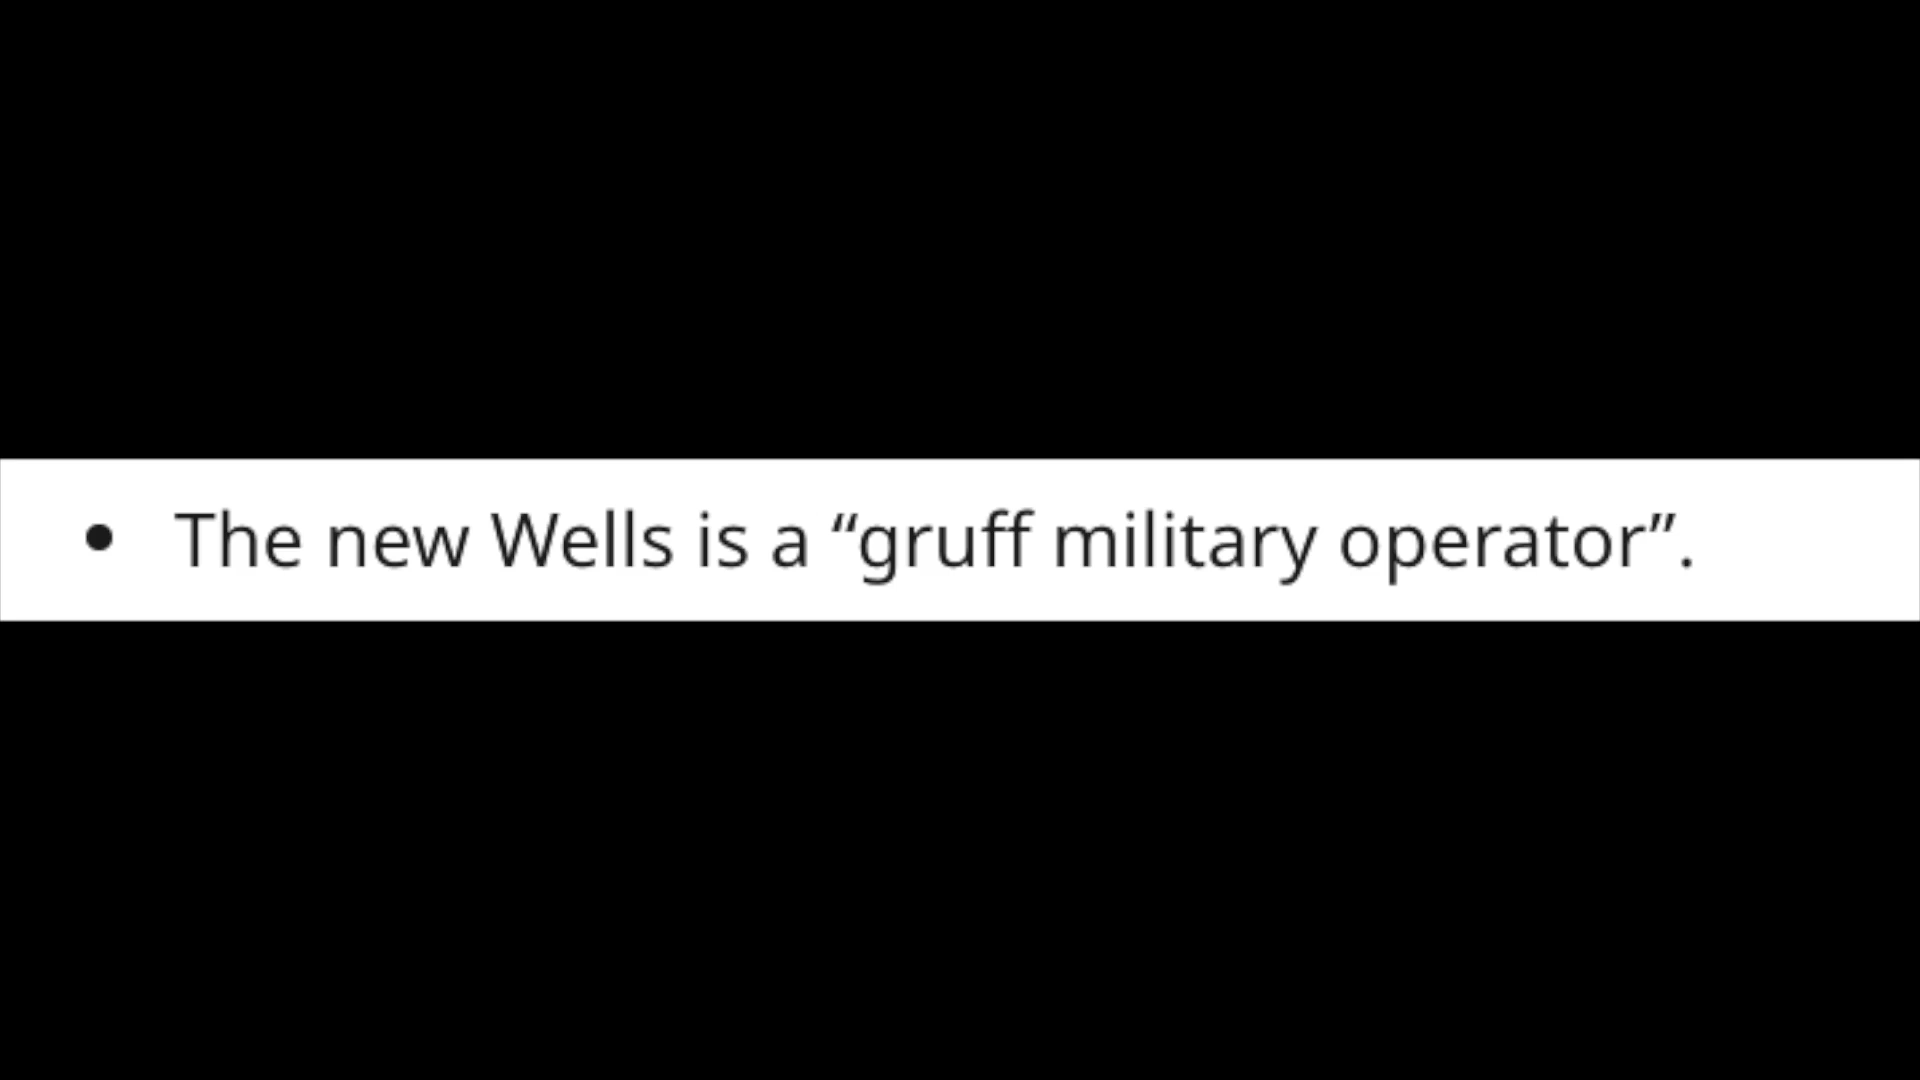 • The new Wells is a “gruff military operator”.